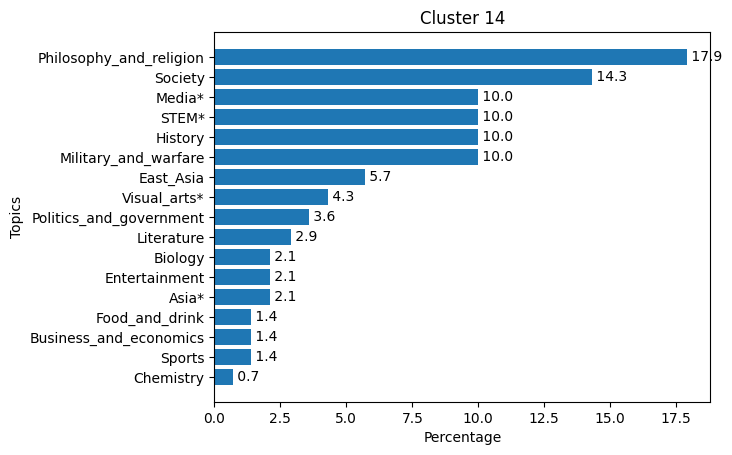 Cluster 14
Topics
Philosophy_and_religion 17.9
Society 14.3
Media* 10.0
STEM* 10.0
History 10.0
Military_and_warfare 10.0
East_Asia 5.7
Visual_arts* 4.3
Politics_and_government 3.6
Literature 2.9
Biology 2.1
Entertainment 2.1
Asia* 2.1
Food_and_drink 1.4
Business_and_economics 1.4
Sports 1.4
Chemistry 0.7
0.0 2.5 5.0 7.5 10.0 12.5 15.0 17.5
Percentage